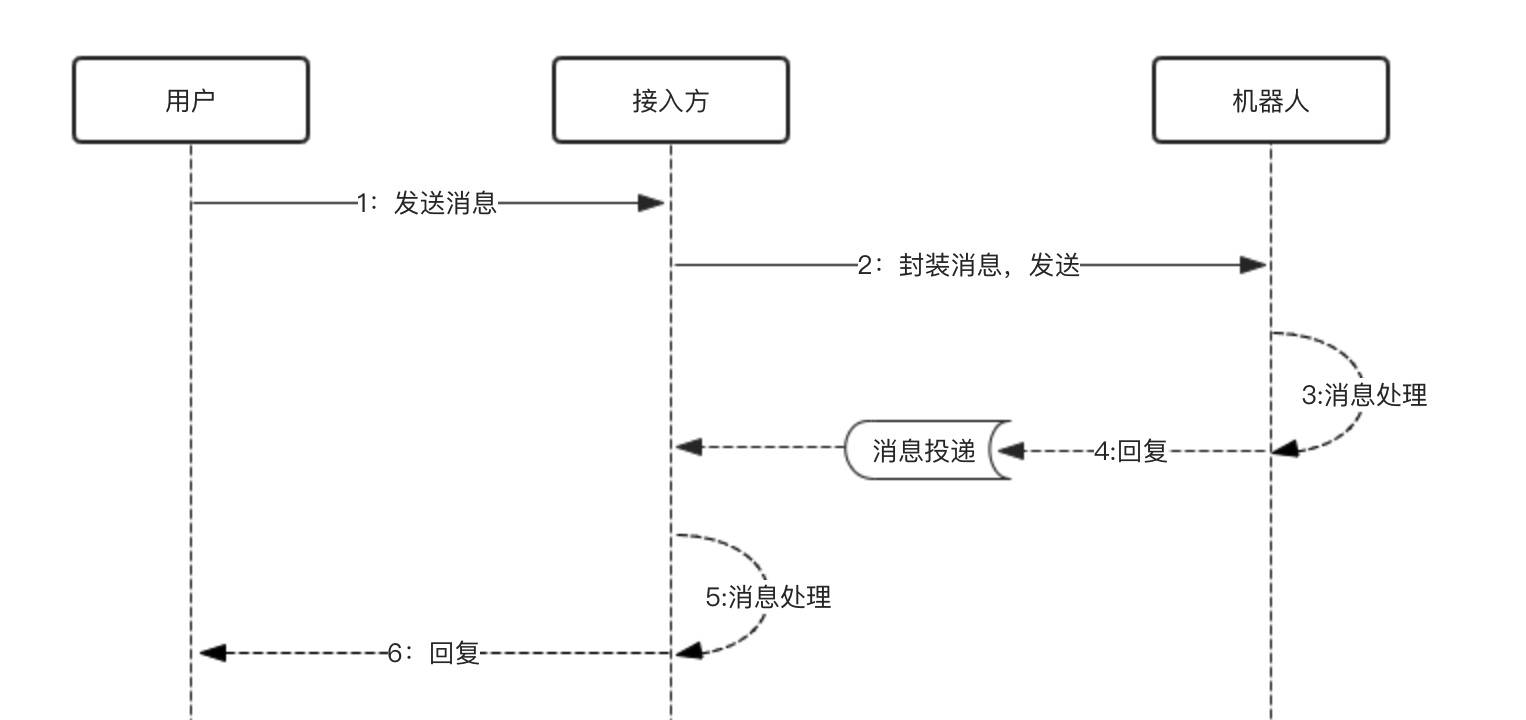 用户
接入方
机器人
1：发送消息
2：封装消息，发送
3:消息处理
消息投递
4:回复
5:消息处理
6：回复